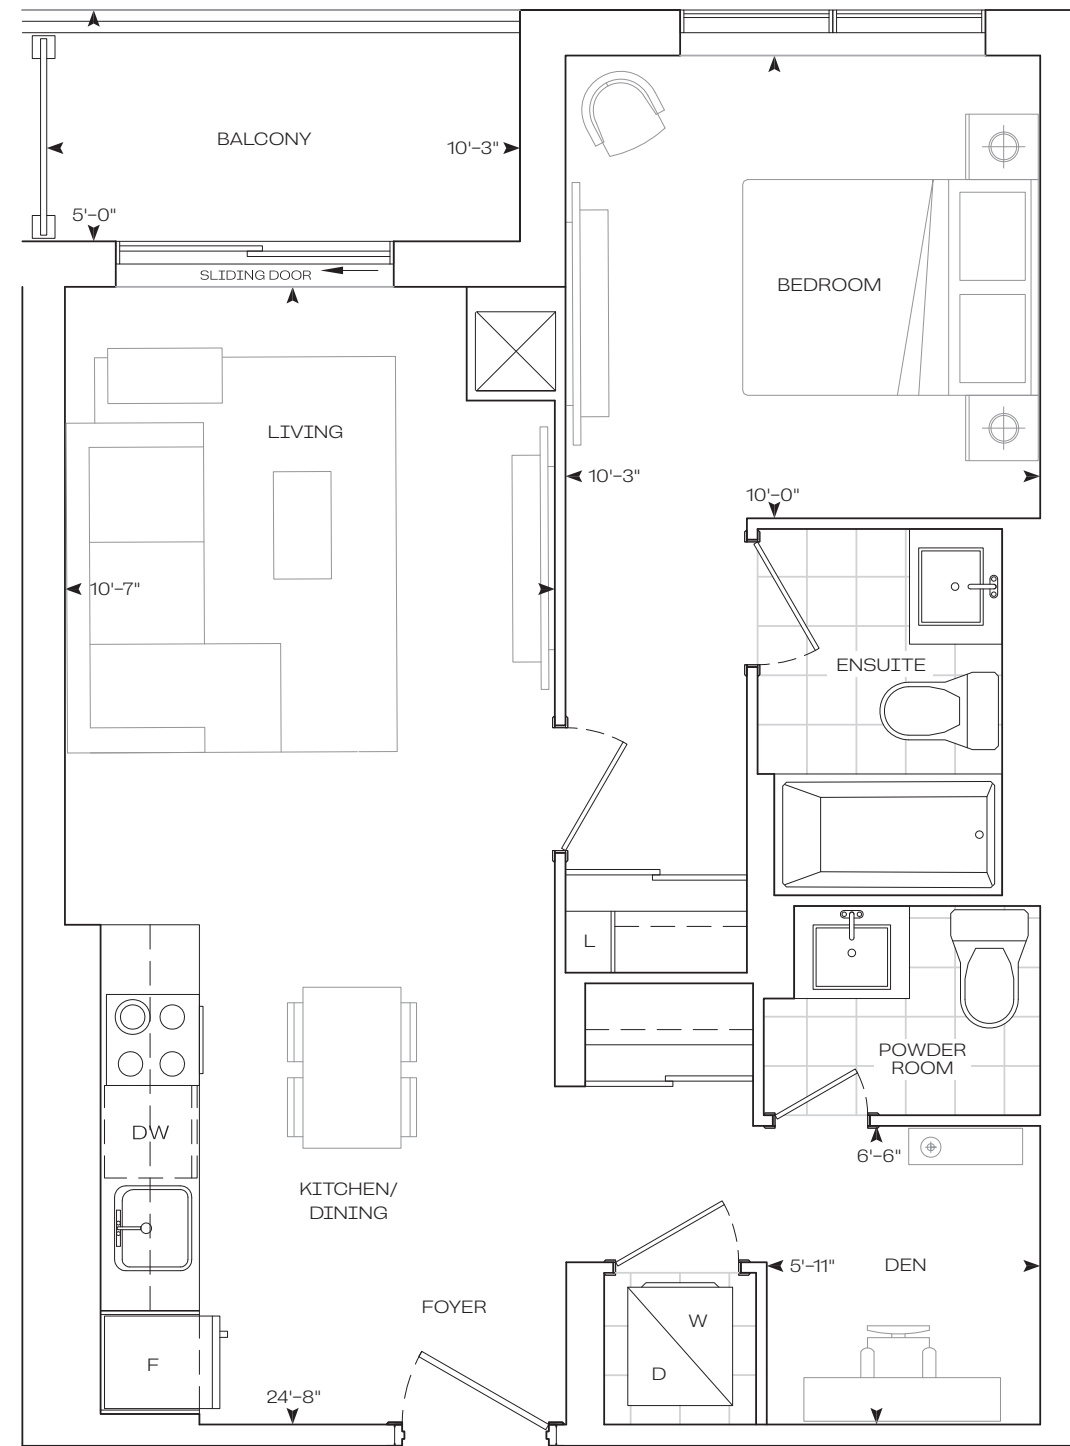 BALCONY
10'-3"
5'-0"
SLIDING DOOR
BEDROOM
LIVING
10'-3"
10'-0"
10'-7"
ENSUITE
L
POWDER
ROOM
DW
6'-6"
KITCHEN/
DINING
5'-11"
DEN
FOYER
W
F
D
24'-8"